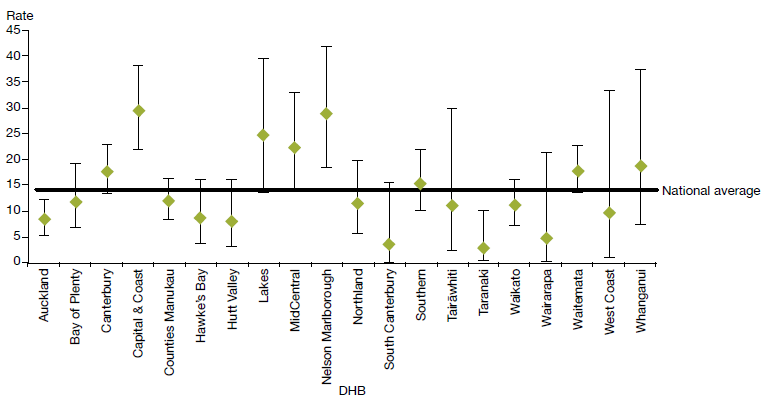 Rate
45
40
35
30
25
20
15
10
5
0
National average
Auckland
Bay of Plenty
Canterbury
Capital & Coast
Counties Manukau
Hawke's Bay
Hutt Valley
Lakes
MidCentral
Nelson Marlborough
Northland
South Canterbury
Southern
Tairāwhiti
Taranaki
Waikato
Wairarapa
Waitemata
West Coast
Whanganui
DHB